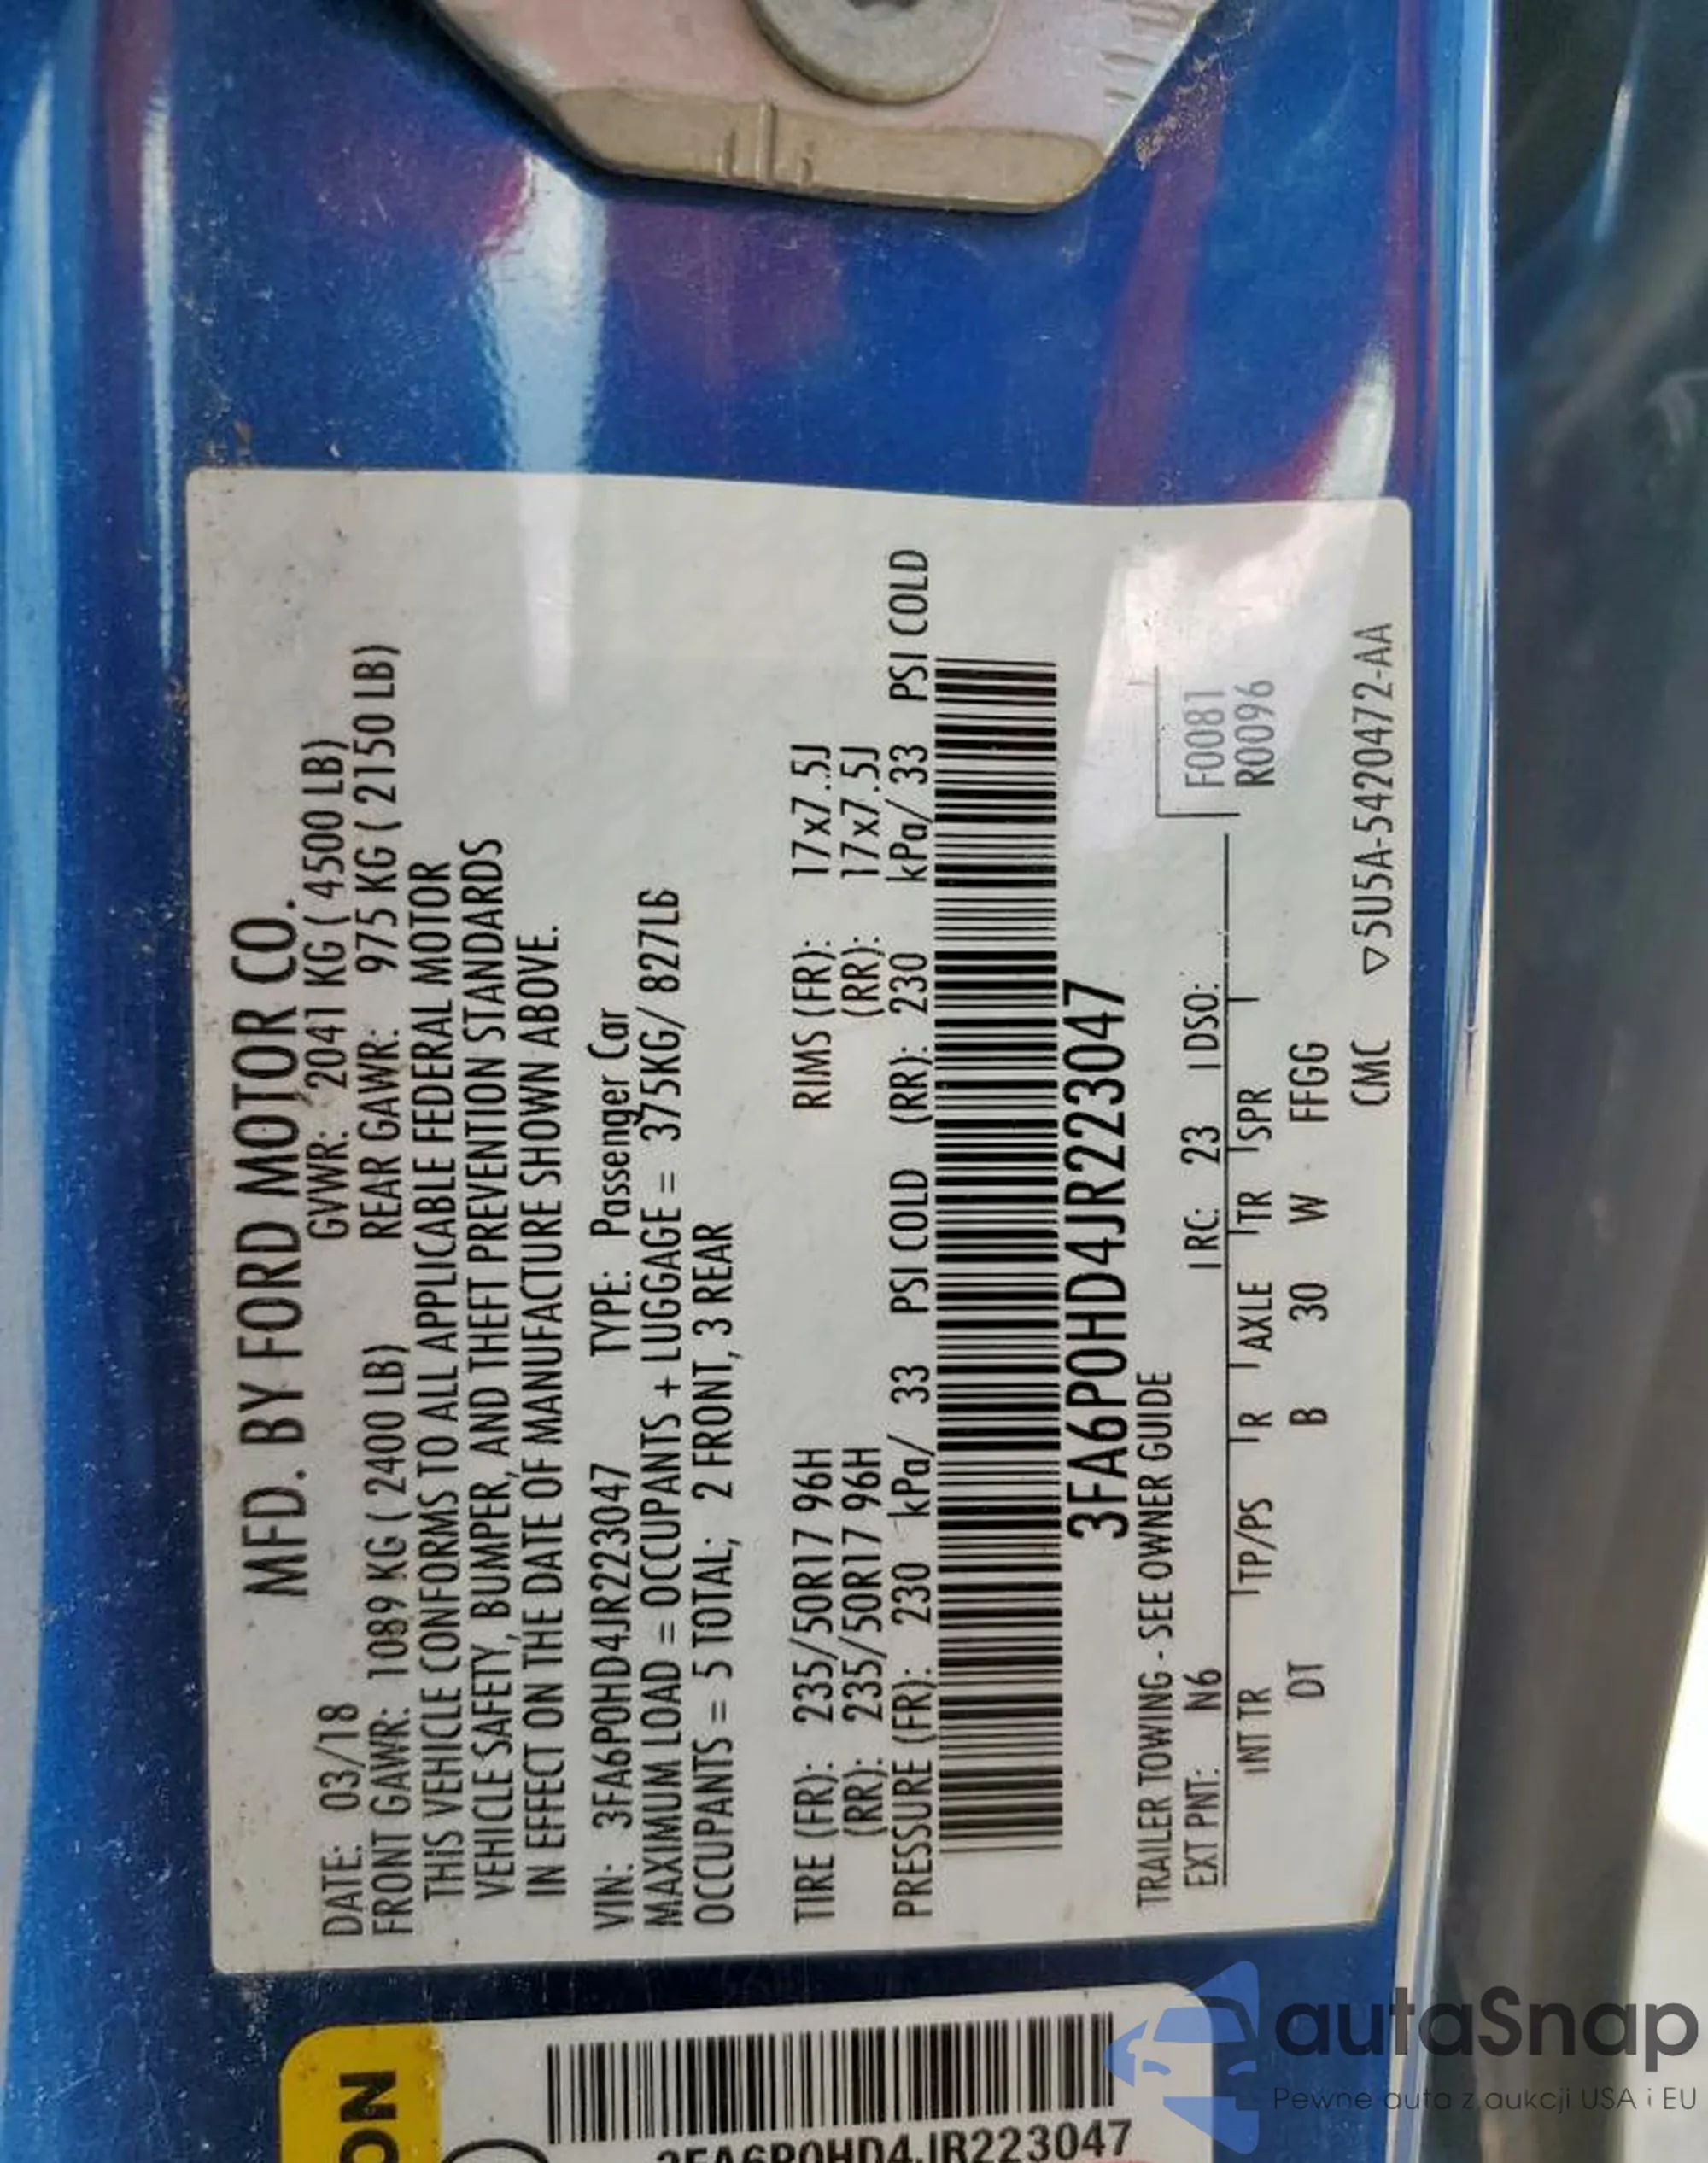 MFD. BY FORD MOTOR CO.
DATE: 03/18 GVWR: 2041 KG ( 4500 LB)
FRONT GAWR: 1089 KG ( 2400 LB) REAR GAWR: 975 KG ( 2150 LB)
THIS VEHICLE CONFORMS TO ALL APPLICABLE FEDERAL MOTOR
VEHICLE SAFETY, BUMPER, AND THEFT PREVENTION STANDARDS
IN EFFECT ON THE DATE OF MANUFACTURE SHOWN ABOVE.
VIN: 3FA6P0HD4JR223047 TYPE: Passenger Car
MAXIMUM LOAD = OCCUPANTS + LUGGAGE = 375KG/ 827LB
OCCUPANTS = 5 TOTAL; 2 FRONT, 3 REAR
TIRE (FR): 235/50R17 96H RIMS (FR): 17x7.5J
(RR): 235/50R17 96H (RR): 17x7.5J
PRESSURE (FR): 230 kPa/ 33 PSI COLD (RR): 230 kPa/ 33 PSI COLD
3FA6P0HD4JR223047
TRAILER TOWING - SEE OWNER GUIDE
EXT PNT: N6 RC: 23 DSO: F0081
R0096
INT TR TP/PS R AXLE TR SPR
DT B 30 W FFGG
CMC ▽5U5A-5420472-AA
ON
3FA6P0HD4JR223047
autaSnap
Pewne auta z aukcji USA i EU